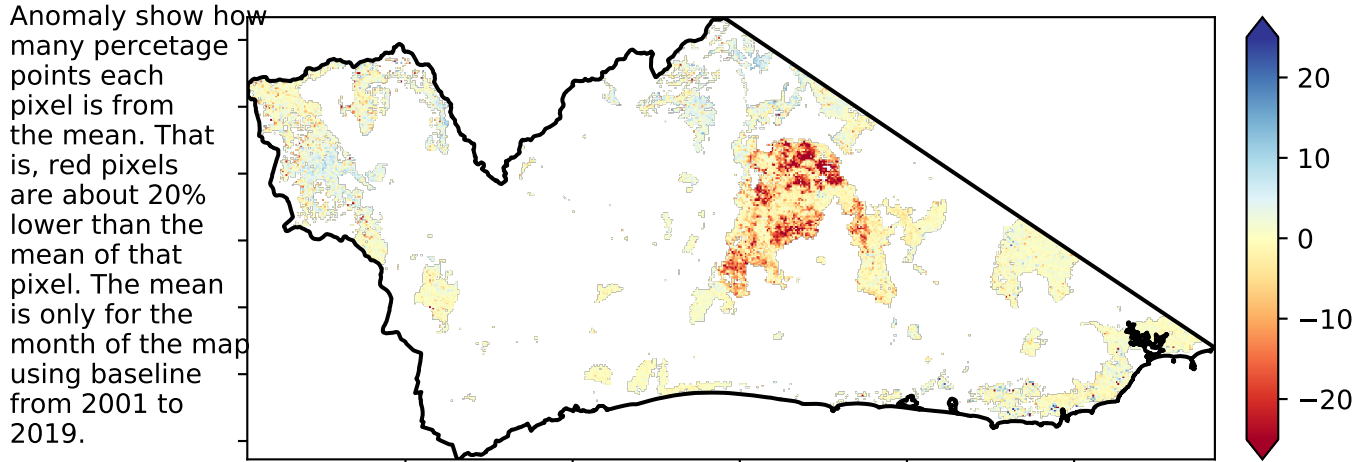 Anomaly show how
many percetage
points each
pixel is from
the mean. That
is, red pixels
are about 20%
lower than the
mean of that
pixel. The mean
is only for the
month of the map
using baseline
from 2001 to
2019.
20
10
0
−10
−20